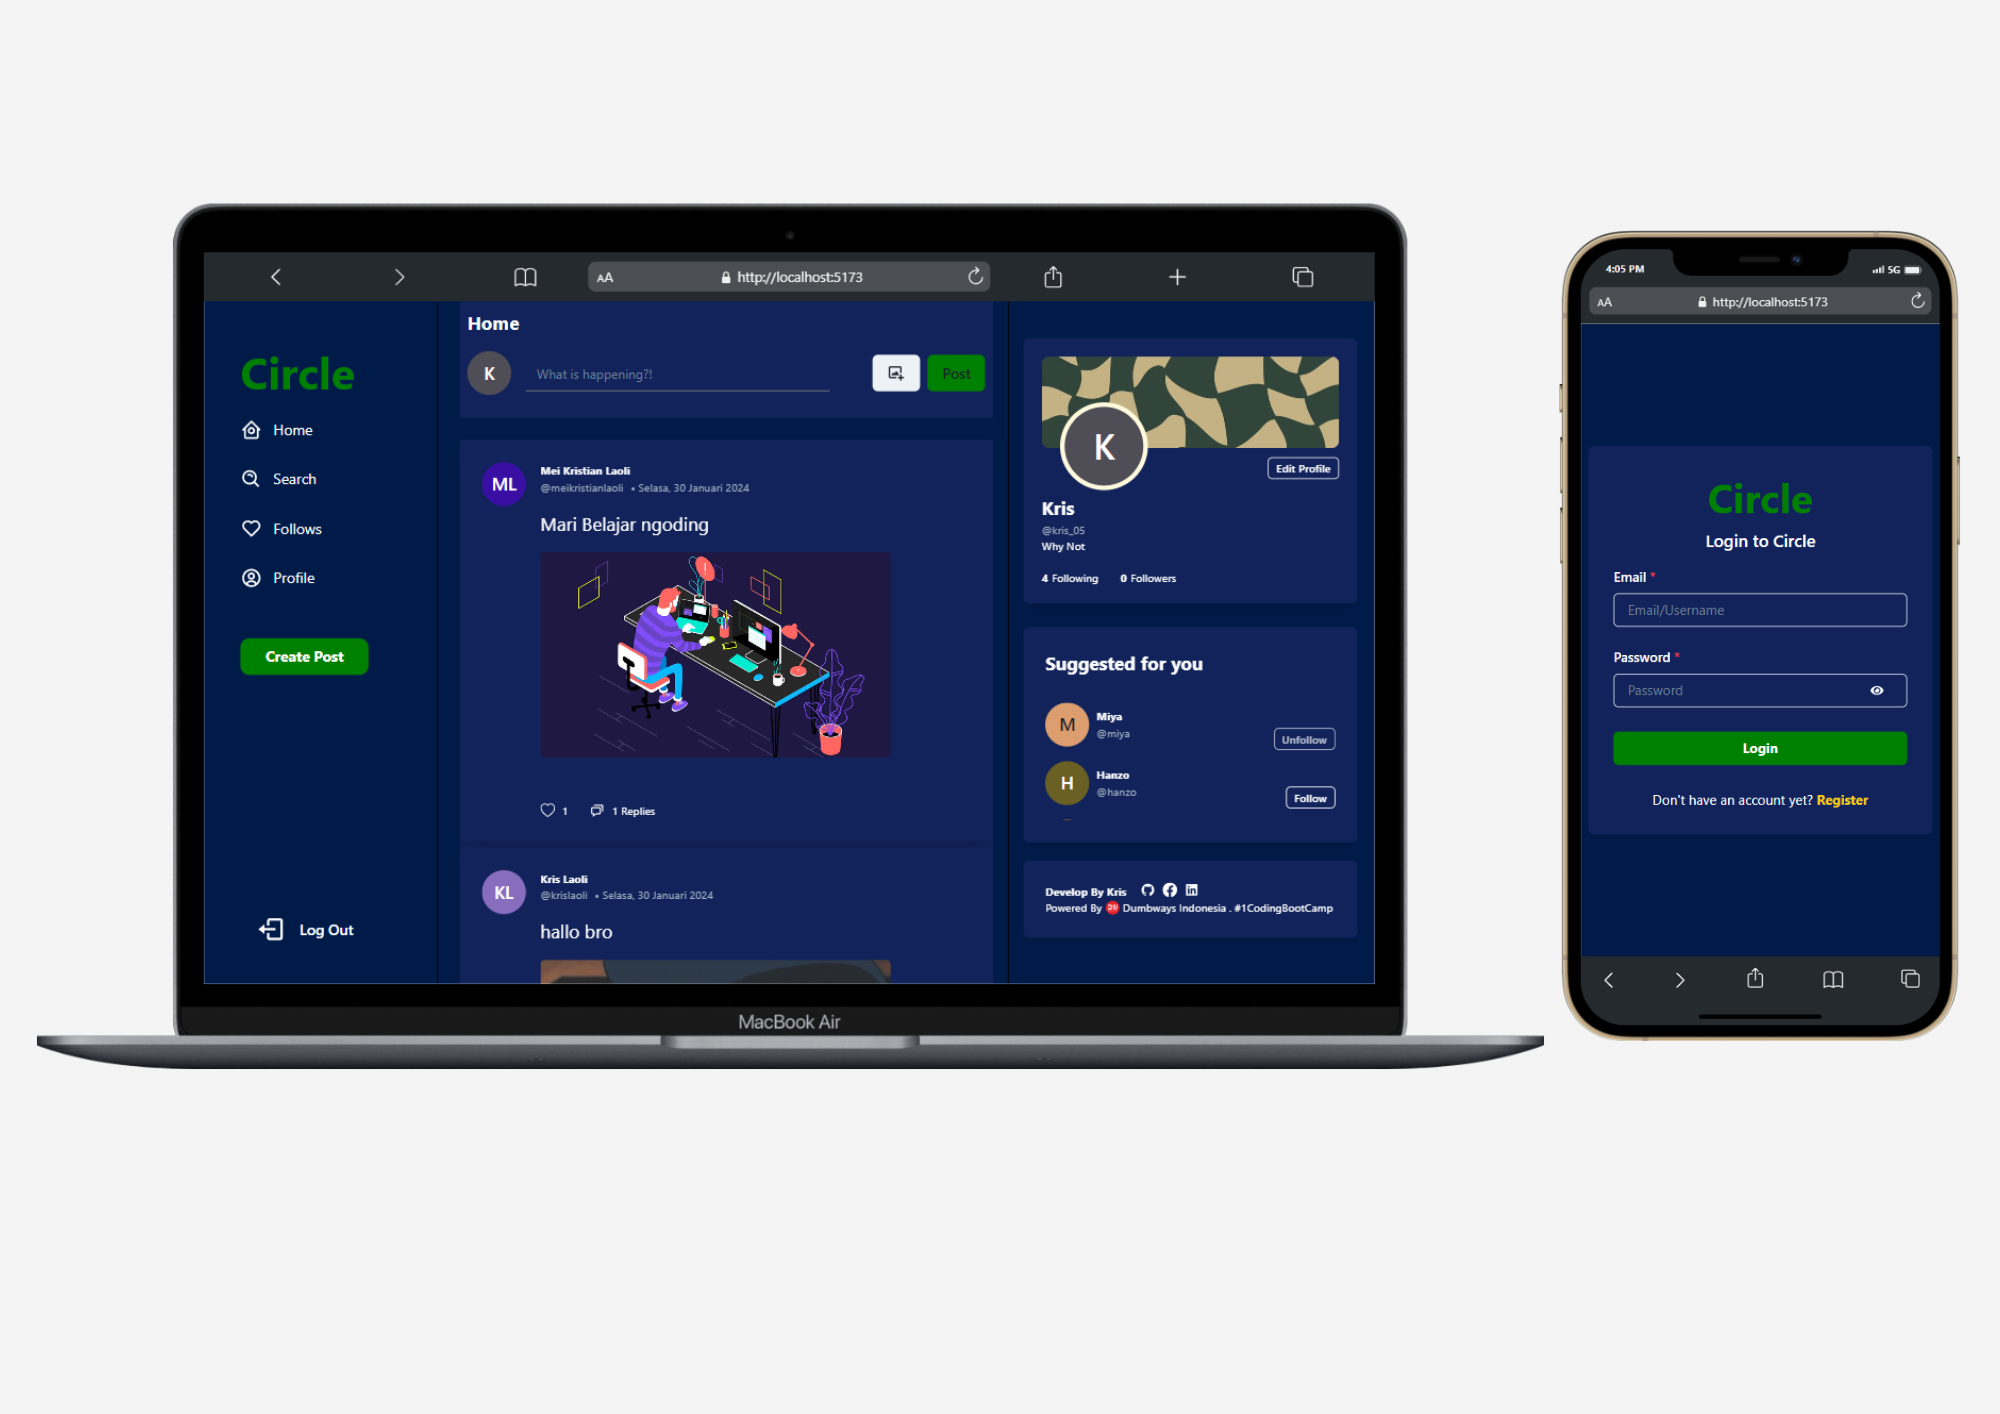 AA http://localhost:5173
Circle
Home
Search
Follows
Profile
Create Post
Log Out
Home
K What is happening?! Post
ML Mei Kristian Laoli
@meikristianlaoli • Selasa, 30 Januari 2024
Mari Belajar ngoding
1 1 Replies
KL Kris Laoli
@krislaoli • Selasa, 30 Januari 2024
hallo bro
K
Edit Profile
Kris
@kris_05
Why Not
4 Following 0 Followers
Suggested for you
M Miya
@miya
Unfollow
H Hanzo
@hanzo
Follow
Develop By Kris
Powered By Dumbways Indonesia . #1CodingBootCamp
MacBook Air
4:05 PM 5G
AA http://localhost:5173
Circle
Login to Circle
Email *
Email/Username
Password *
Password
Login
Don't have an account yet? Register